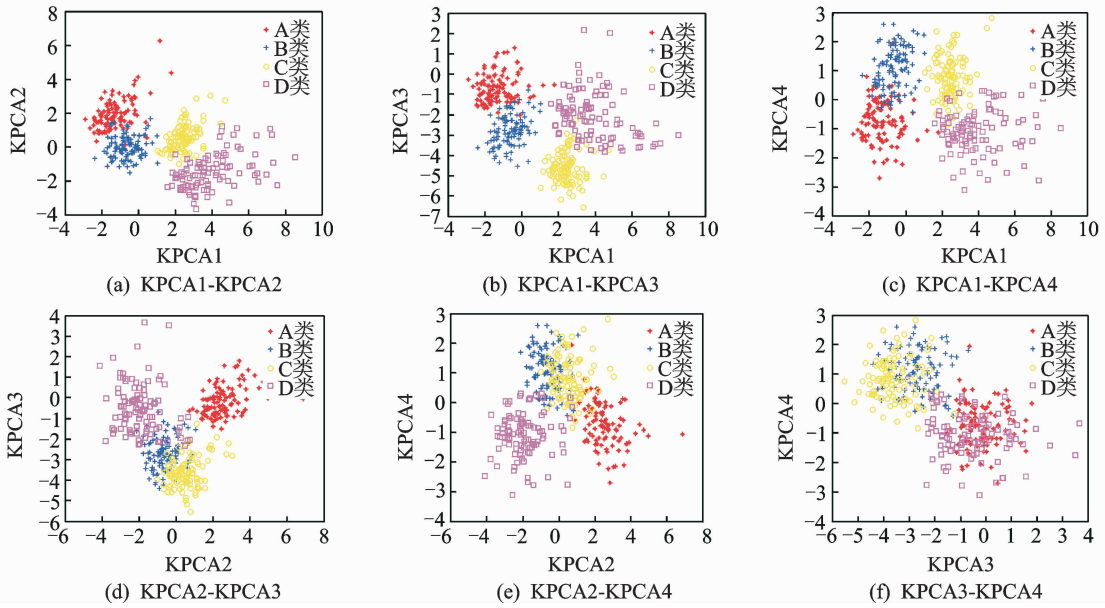 8
6
4
2
0
−2
−4
KPCA2
A类
B类
C类
D类
−4 −2 0 2 4 6 8 10
KPCA1
(a) KPCA1-KPCA2
3
2
1
0
−1
−2
−3
−4
−5
−6
−7
KPCA3
A类
B类
C类
D类
−4 −2 0 2 4 6 8 10
KPCA1
(b) KPCA1-KPCA3
3
2
1
0
−1
−2
−3
−4
KPCA4
A类
B类
C类
D类
−4 −2 0 2 4 6 8 10
KPCA1
(c) KPCA1-KPCA4
4
3
2
1
0
−1
−2
−3
−4
−5
−6
KPCA3
A类
B类
C类
D类
−6 −4 −2 0 2 4 6 8
KPCA2
(d) KPCA2-KPCA3
3
2
1
0
−1
−2
−3
−4
KPCA4
A类
B类
C类
D类
−6 −4 −2 0 2 4 6 8
KPCA2
(e) KPCA2-KPCA4
3
2
1
0
−1
−2
−3
−4
KPCA4
A类
B类
C类
D类
−6 −5 −4 −3 −2 −1 0 1 2 3 4
KPCA3
(f) KPCA3-KPCA4